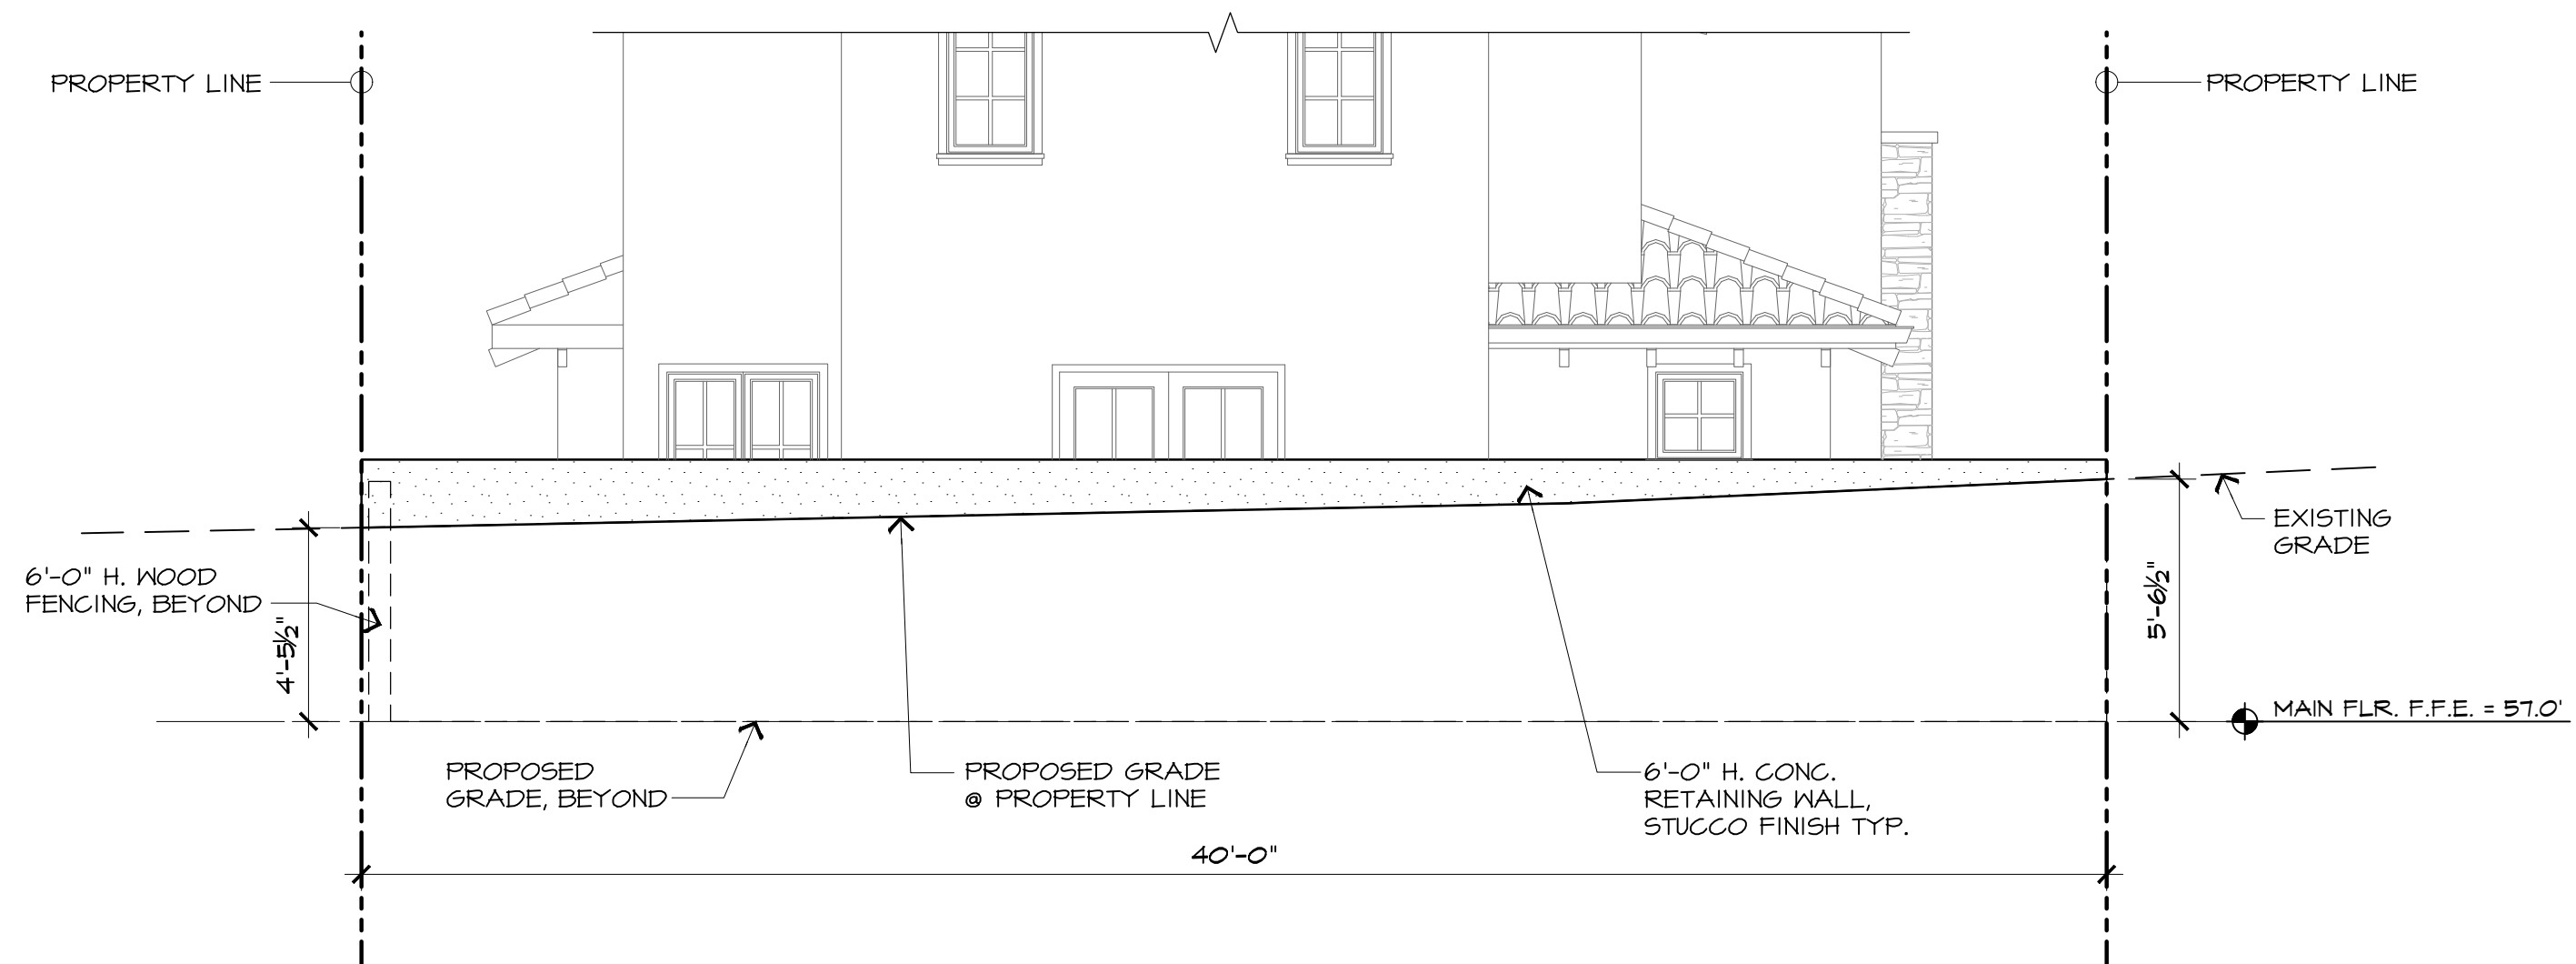 PROPERTY LINE
PROPERTY LINE
EXISTING
GRADE
6'-0" H. WOOD
FENCING, BEYOND
4'-5½"
5'-6½"
MAIN FLR. F.F.E. = 57.0'
PROPOSED
GRADE, BEYOND
PROPOSED GRADE
@ PROPERTY LINE
6'-0" H. CONC.
RETAINING WALL,
STUCCO FINISH TYP.
40'-0"